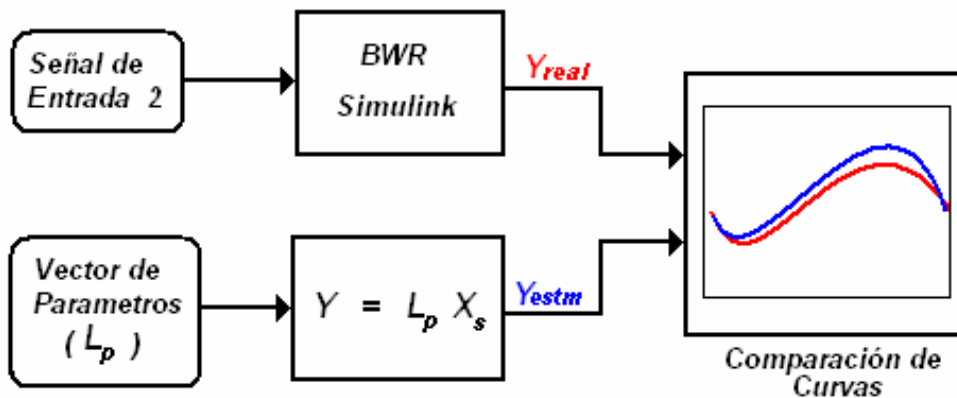 Señal de
Entrada 2
BWR
Simulink
Yreal
Vector de
Parametros
( Lp )
Y = Lp Xs
Yestm
Comparación de
Curvas